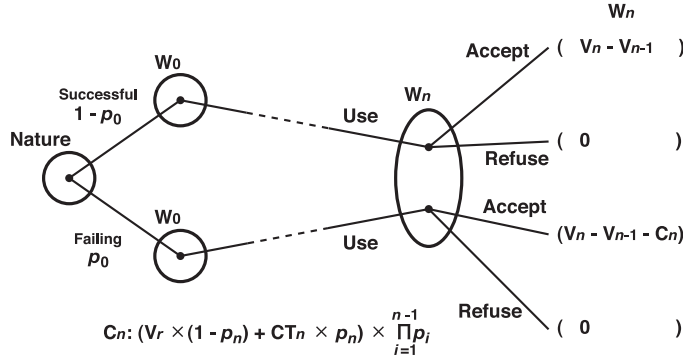 Wn
Accept
( Vn - Vn-1 )
W0
Successful
1 - p0
Use
Wn
Nature
Refuse
( 0 )
W0
Accept
Failing
p0
Use
(Vn - Vn-1 - Cn)
Refuse
( 0 )
Cn: (Vr × (1 - pn) + CTn × pn) × n-1 Π i=1 pi